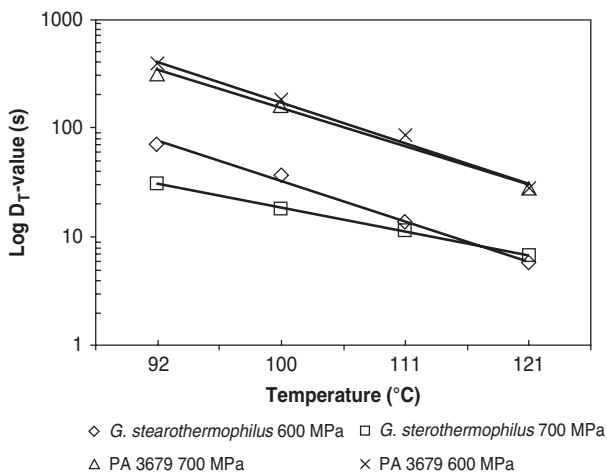 1000
100
10
1
Log D_T-value (s)
92 100 111 121
Temperature (°C)
G. stearothermophilus 600 MPa
G. sterothermophilus 700 MPa
PA 3679 700 MPa
PA 3679 600 MPa